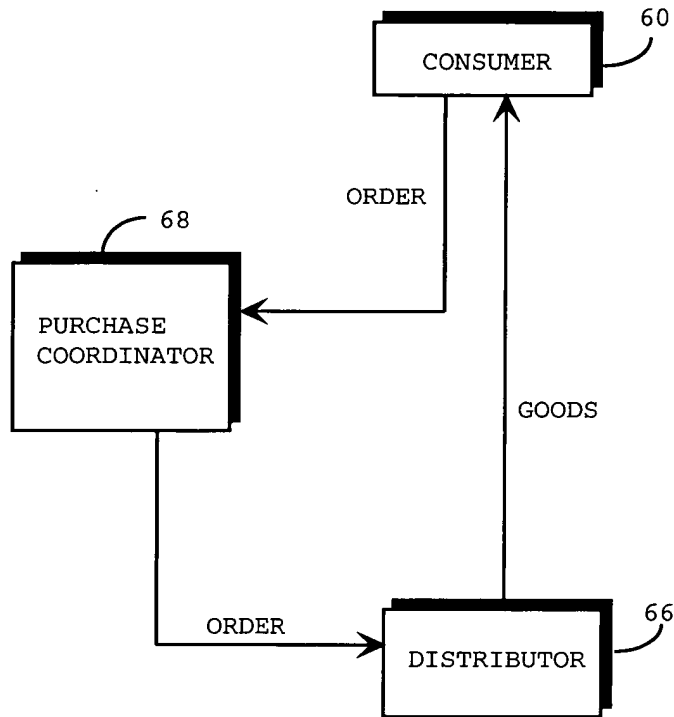 60
CONSUMER
ORDER
68
PURCHASE
COORDINATOR
GOODS
ORDER
66
DISTRIBUTOR